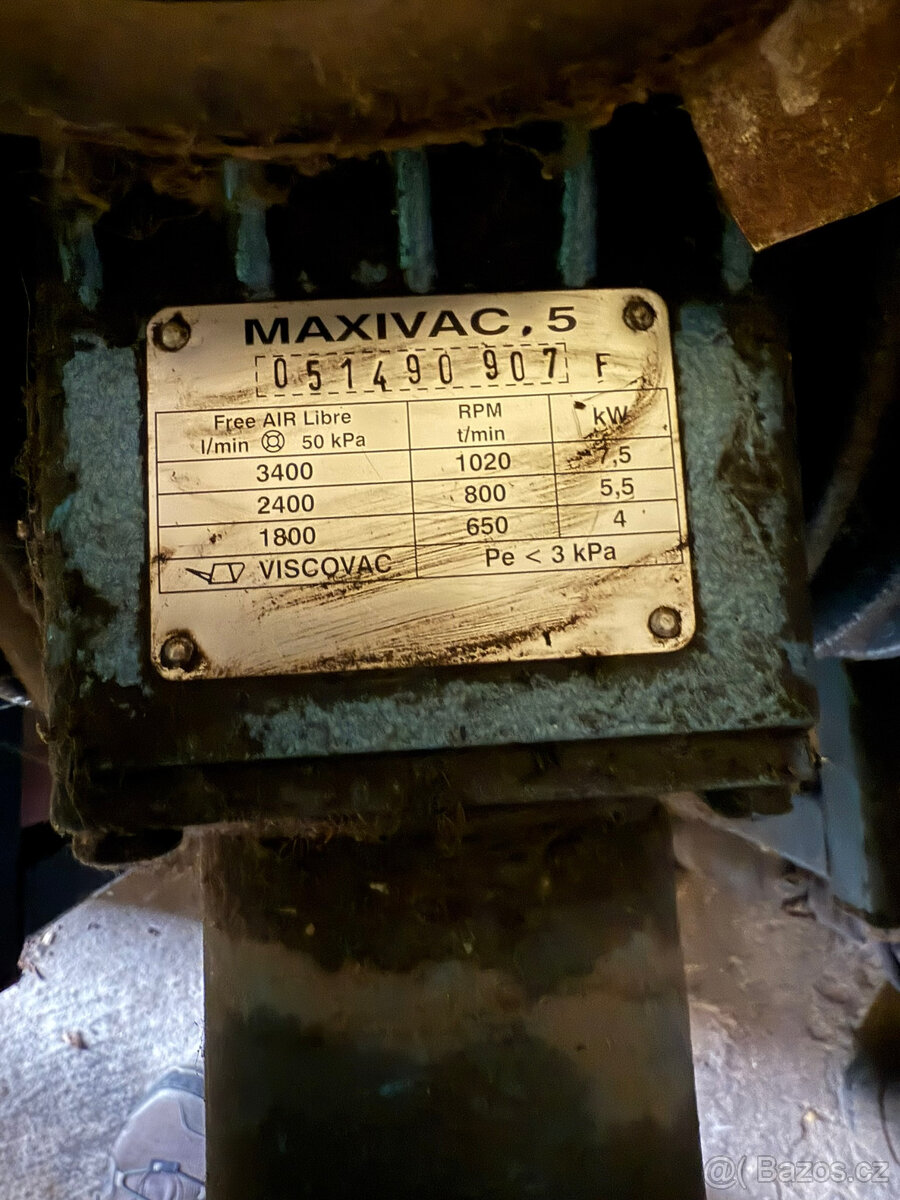 MAXIVAC.5
051490 907 F
Free AIR Libre RPM kW
l/min 50 kPa t/min
3400 1020 7,5
2400 800 5,5
1800 650 4
VISCOVAC Pe < 3 kPa
@( Bazos.cz